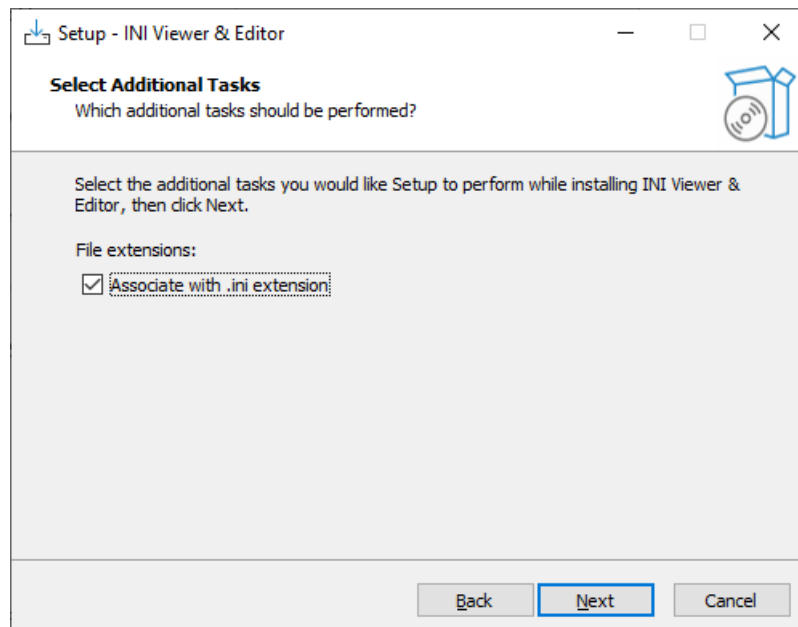 Setup - INI Viewer & Editor
Select Additional Tasks
Which additional tasks should be performed?
Select the additional tasks you would like Setup to perform while installing INI Viewer &
Editor, then click Next.
File extensions:
Associate with .ini extension
Back Next Cancel